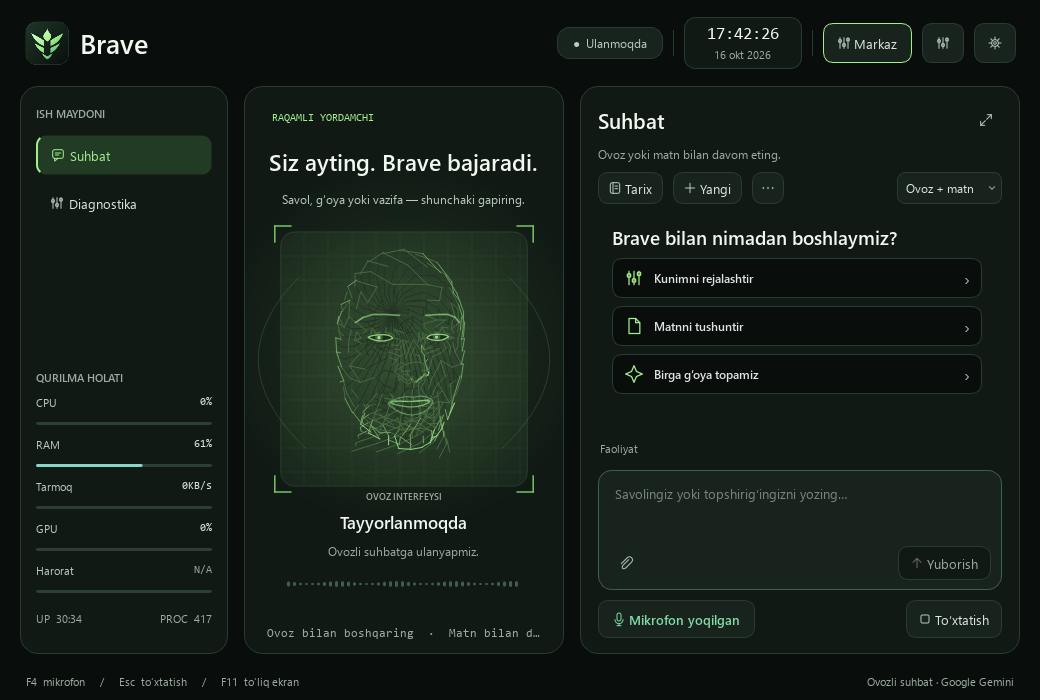 Brave
Ulanmoqda
17:42:26
16 okt 2026
Markaz
ISH MAYDONI
Suhbat
Diagnostika
QURILMA HOLATI
CPU 0%
RAM 61%
Tarmoq 0KB/s
GPU 0%
Harorat N/A
UP 30:34 PROC 417
RAQAMLI YORDAMCHI
Siz ayting. Brave bajaradi.
Savol, g‘oya yoki vazifa — shunchaki gapiring.
OVOZ INTERFEYSI
Tayyorlanmoqda
Ovozli suhbatga ulanyapmiz.
Ovoz bilan boshqaring · Matn bilan d…
Suhbat
Ovoz yoki matn bilan davom eting.
Tarix
Yangi
Ovoz + matn
Brave bilan nimadan boshlaymiz?
Kunimni rejalashtir
Matnni tushuntir
Birga g‘oya topamiz
Faoliyat
Savolingiz yoki topshirig‘ingizni yozing…
Yuborish
Mikrofon yoqilgan
To‘xtatish
F4 mikrofon / Esc to‘xtatish / F11 to‘liq ekran
Ovozli suhbat · Google Gemini